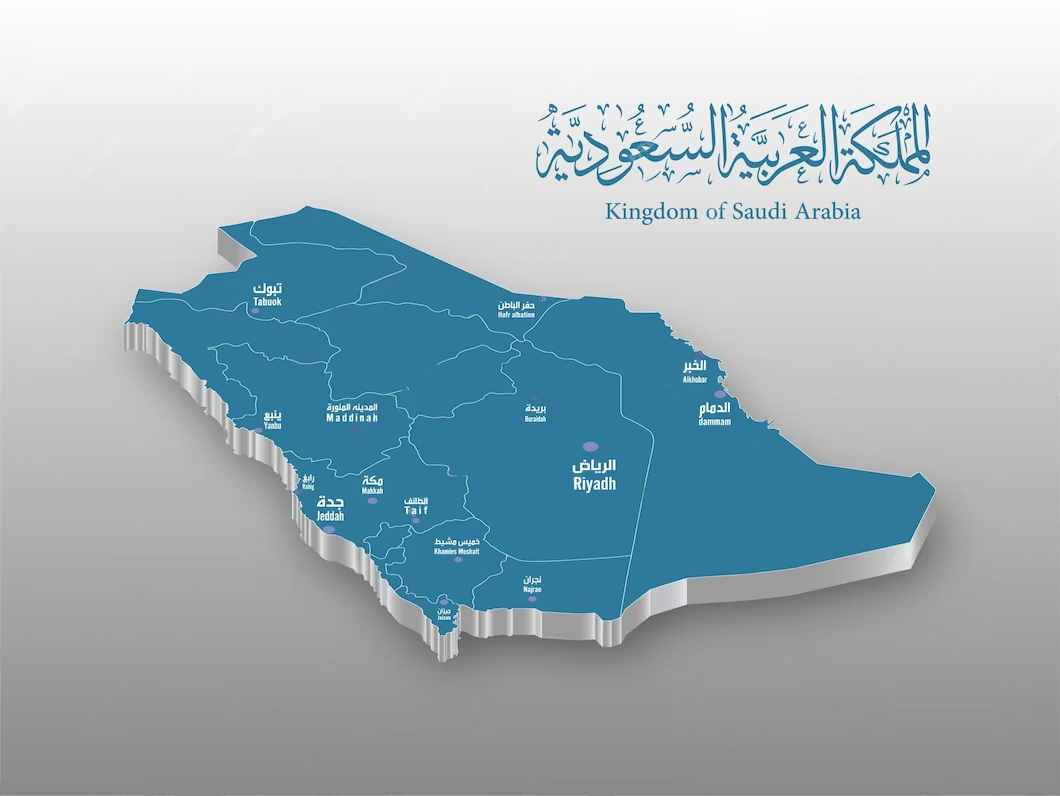 المملكة العربية السعودية
Kingdom of Saudi Arabia
تبوك
Tabuok
حفر الباطن
Hafr albatien
الخبر
Alkhobar
الدمام
dammam
بريدة
Buraidah
المدينه المنورة
Maddinah
ينبع
Yanbu
الرياض
Riyadh
رابغ
Rabig
مكة
Makkah
جدة
Jeddah
الطائف
Taif
خميس مشيط
Khamies Mushait
نجران
Najran
جيزان
Jaizan